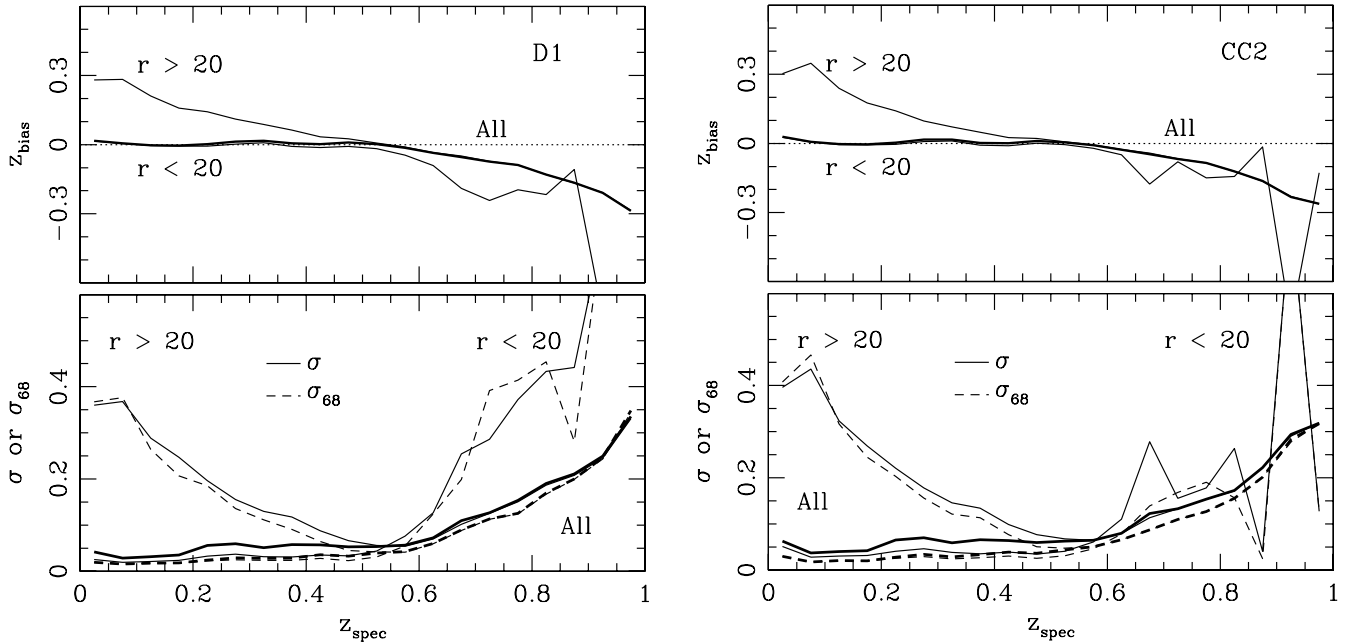 D1
r > 20
All
r < 20
z_bias
0.3
0
−0.3
CC2
r > 20
All
r < 20
z_bias
0.3
0
−0.3
r > 20
r < 20
σ
σ_68
All
σ or σ_68
0.4
0.2
0
0 0.2 0.4 0.6 0.8 1
z_spec
r > 20
r < 20
σ
σ_68
All
σ or σ_68
0.4
0.2
0
0 0.2 0.4 0.6 0.8 1
z_spec